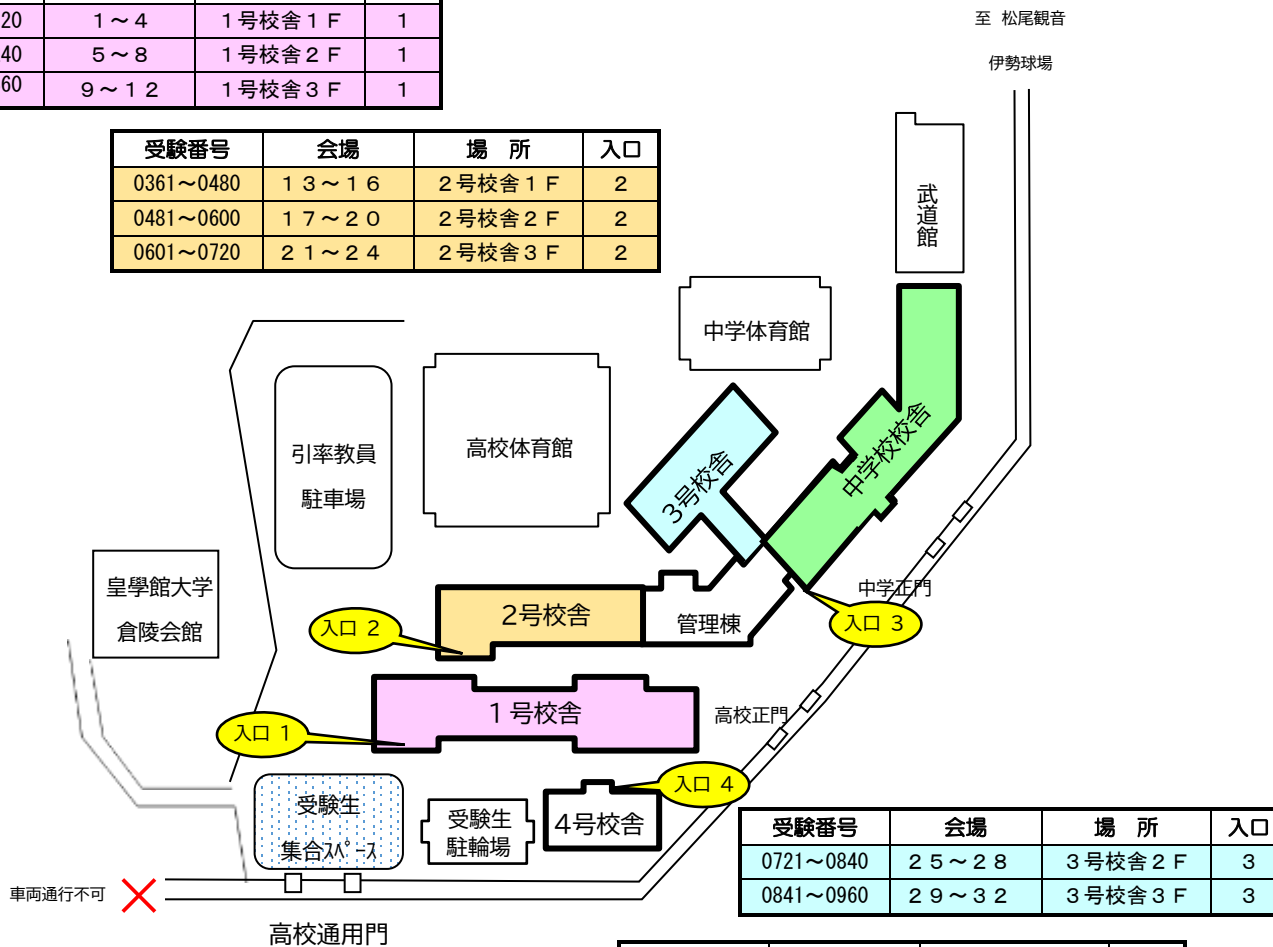 20 1～4 1号校舎1F 1
40 5～8 1号校舎2F 1
60 9～12 1号校舎3F 1
至 松尾観音
伊勢球場
受験番号 会場 場 所 入口
0361～0480 13～16 2号校舎1F 2
0481～0600 17～20 2号校舎2F 2
0601～0720 21～24 2号校舎3F 2
武道館
中学体育館
引率教員
駐車場
高校体育館
3号校舎
中学校校舎
皇學館大学
倉陵会館
2号校舎
管理棟
中学正門
入口 2
入口 3
1号校舎
高校正門
入口 1
入口 4
受験生
集合ｽﾍﾟｰｽ
受験生
駐輪場
4号校舎
受験番号 会場 場 所 入口
0721～0840 25～28 3号校舎2F 3
0841～0960 29～32 3号校舎3F 3
車両通行不可
高校通用門